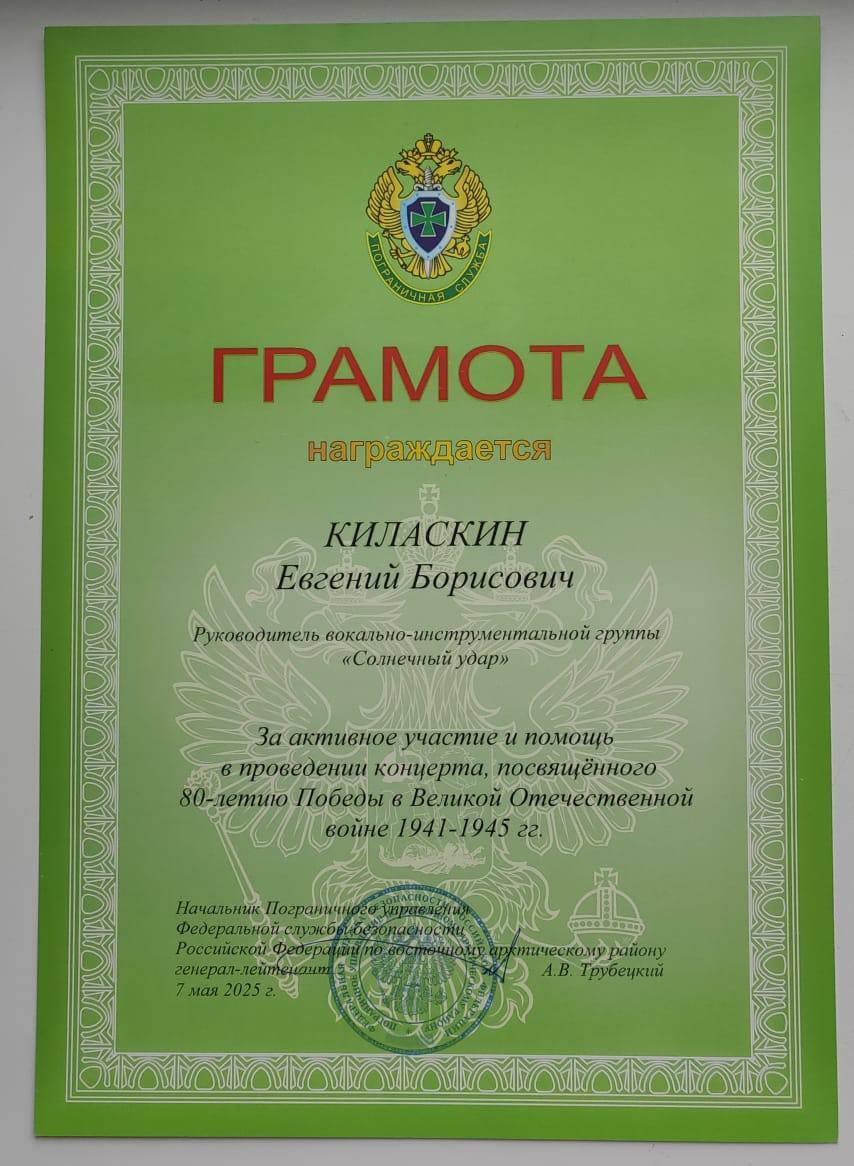 ПОГРАНИЧНАЯ СЛУЖБА
ГРАМОТА
награждается
КИЛАСКИН
Евгений Борисович
Руководитель вокально-инструментальной группы
«Солнечный удар»
За активное участие и помощь
в проведении концерта, посвящённого
80-летию Победы в Великой Отечественной
войне 1941-1945 гг.
Начальник Пограничного управления
Федеральной службы безопасности
Российской Федерации по восточному арктическому району
генерал-лейтенант
А.В. Трубецкий
7 мая 2025 г.